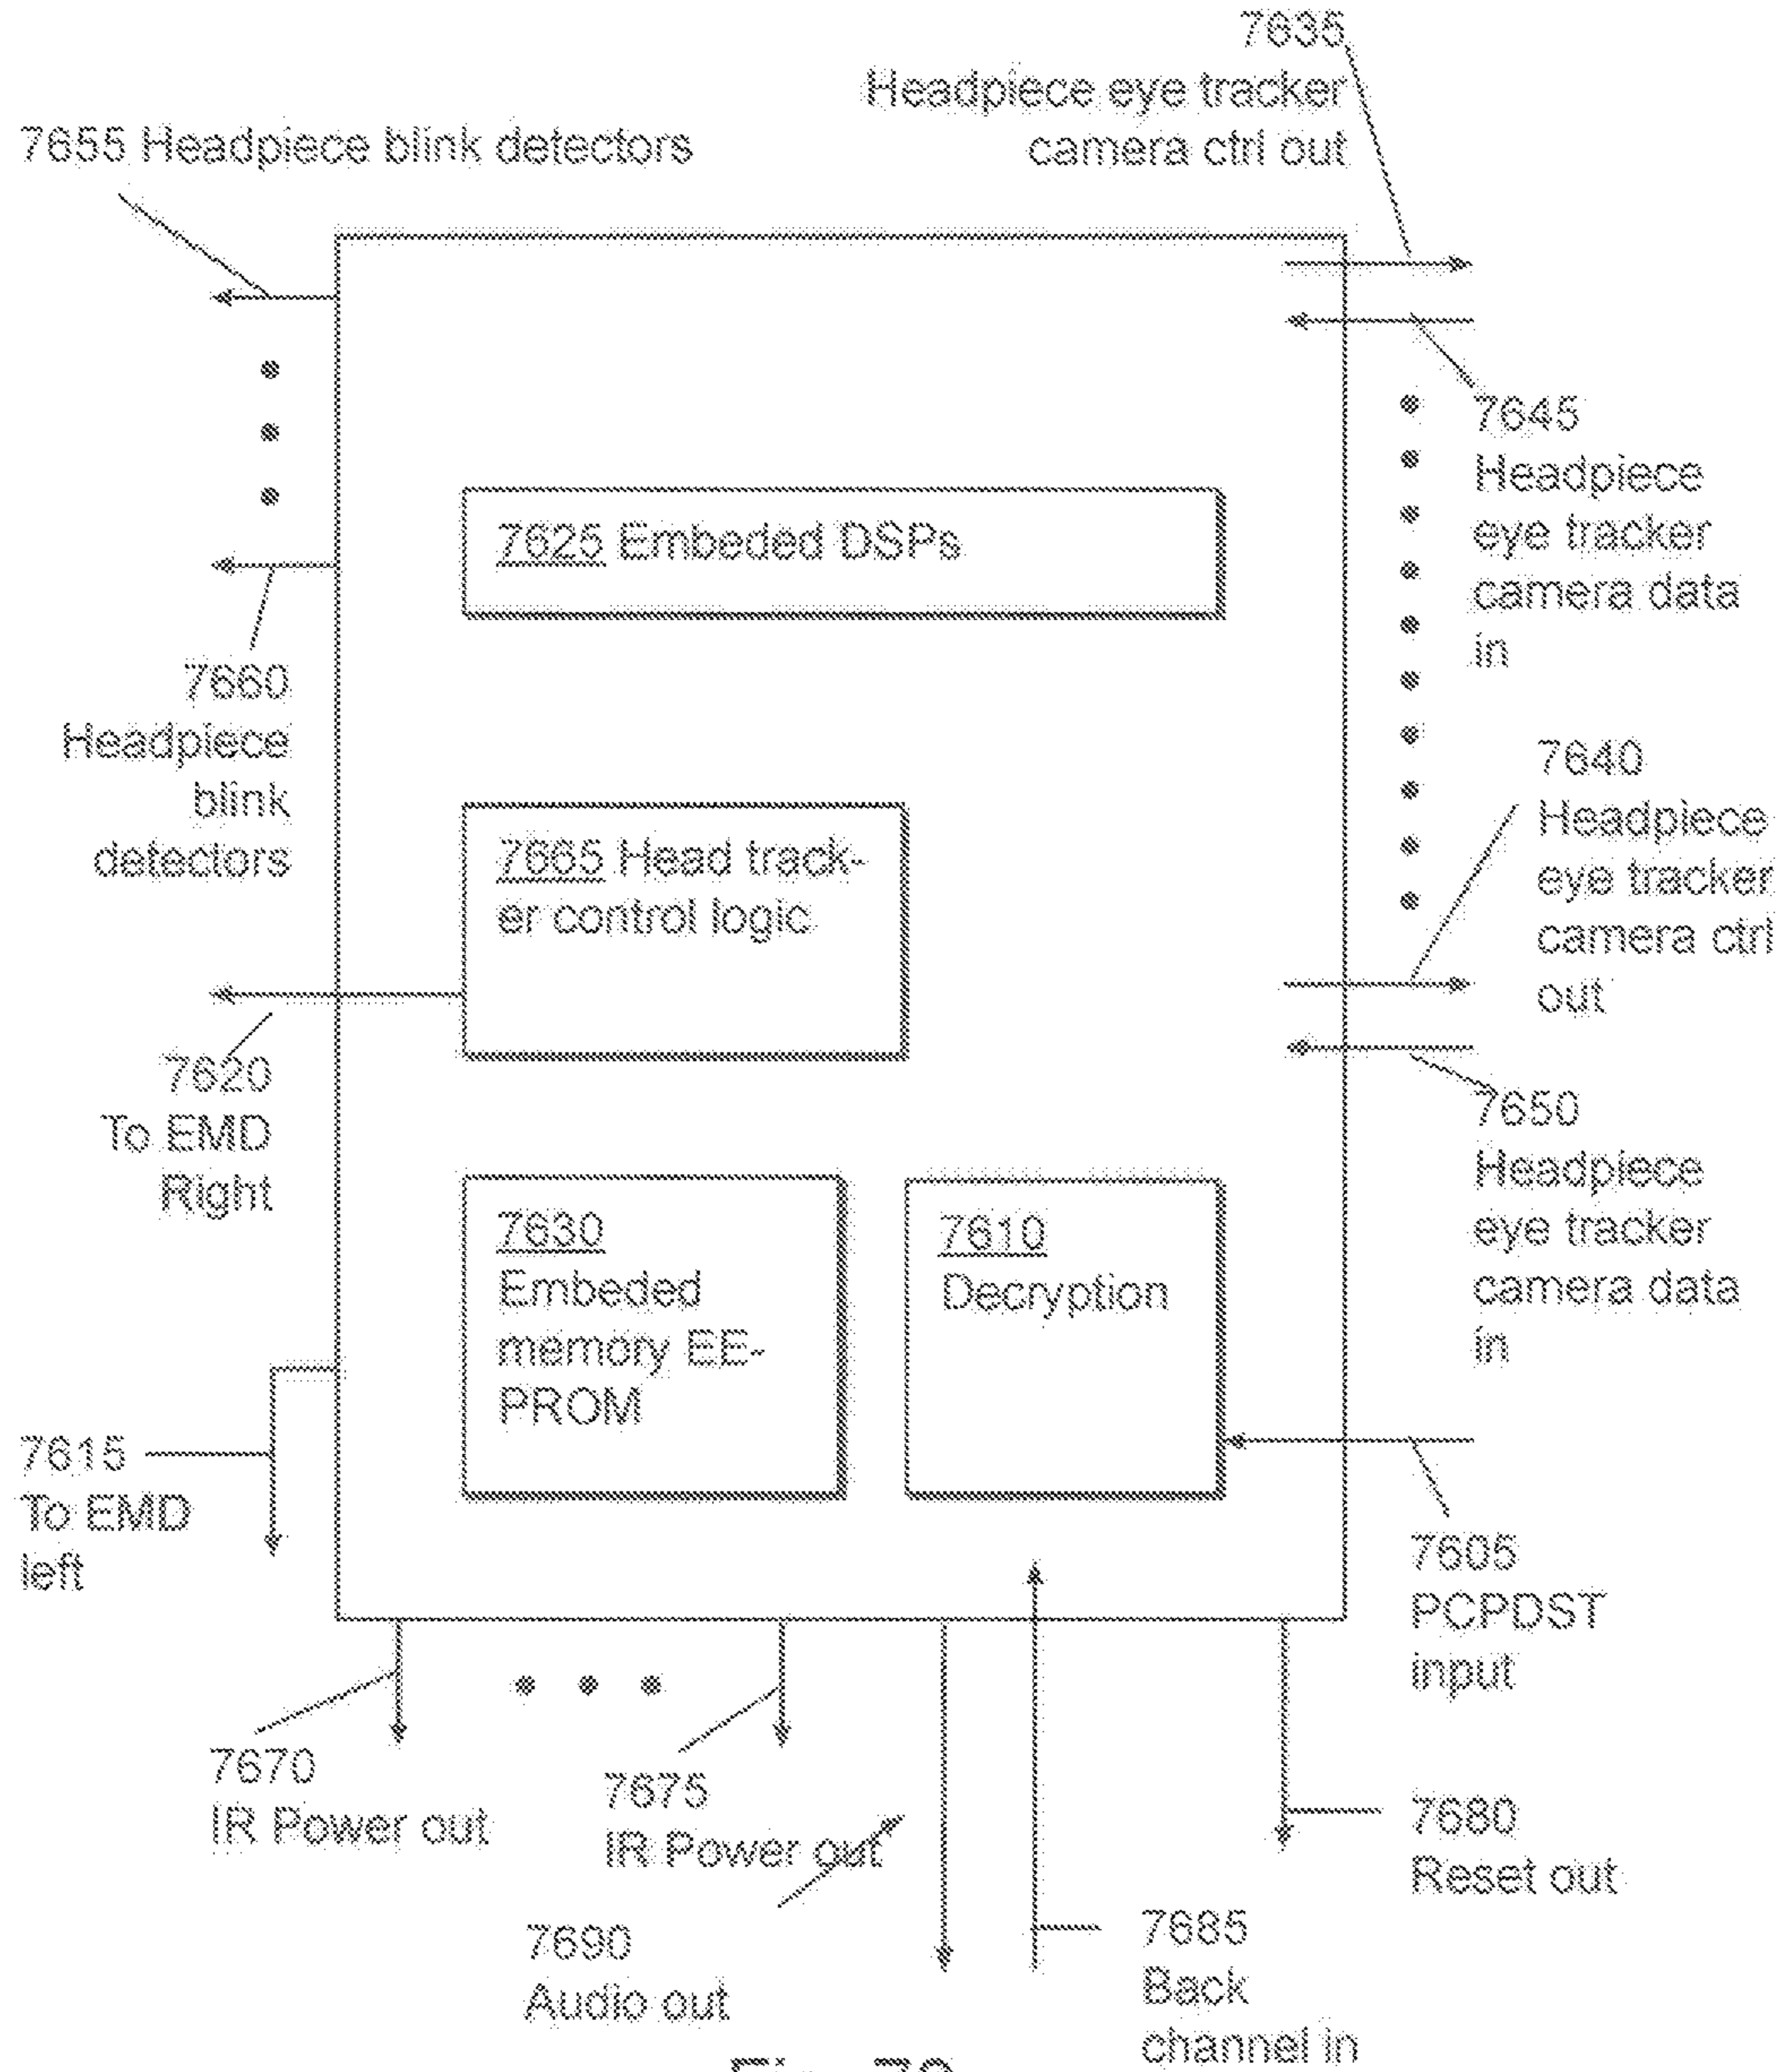 7635
Headpiece eye tracker
camera ctrl out
7655 Headpiece blink detectors
7645
Headpiece
eye tracker
camera data
in
7625 Embeded DSPs
7660
Headpiece
blink
detectors
7640
Headpiece
eye tracker
camera ctrl
out
7665 Head track-
er control logic
7620
To EMD
Right
7650
Headpiece
eye tracker
camera data
in
7630
Embeded
memory EE-
PROM
7610
Decryption
7615
To EMD
left
7605
PCPDST
input
7670
IR Power out
7675
IR Power out
7680
Reset out
7690
Audio out
7685
Back
channel in